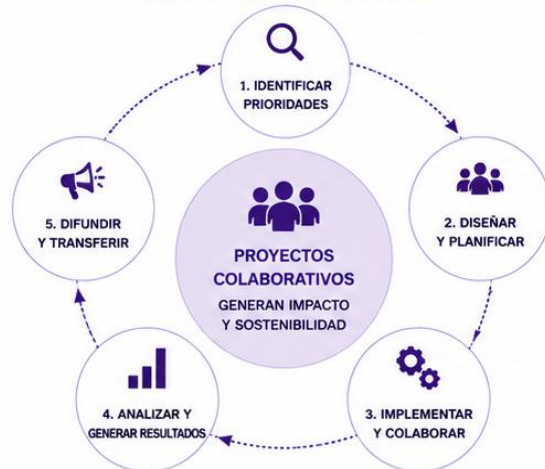 1. IDENTIFICAR
PRIORIDADES
2. DISEÑAR
Y PLANIFICAR
3. IMPLEMENTAR
Y COLABORAR
4. ANALIZAR Y
GENERAR RESULTADOS
5. DIFUNDIR
Y TRANSFERIR
PROYECTOS
COLABORATIVOS
GENERAN IMPACTO
Y SOSTENIBILIDAD